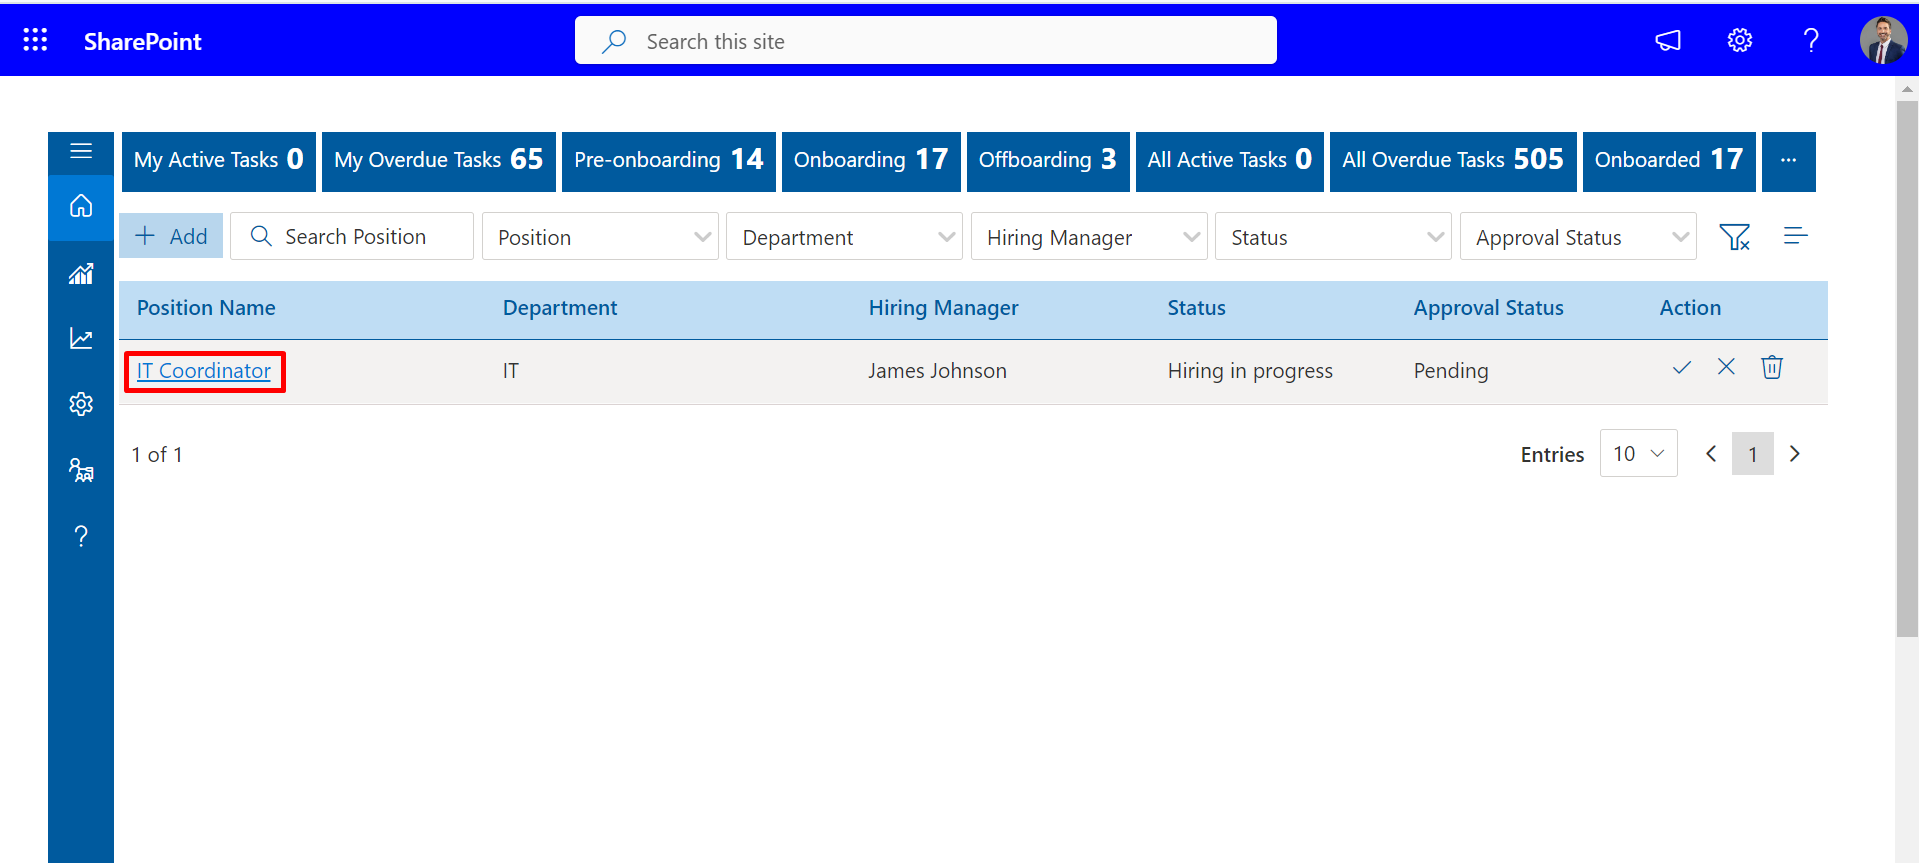 SharePoint
Search this site
My Active Tasks 0
My Overdue Tasks 65
Pre-onboarding 14
Onboarding 17
Offboarding 3
All Active Tasks 0
All Overdue Tasks 505
Onboarded 17
...
Add
Search Position
Position
Department
Hiring Manager
Status
Approval Status
Position Name Department Hiring Manager Status Approval Status Action
IT Coordinator IT James Johnson Hiring in progress Pending
1 of 1
Entries 10 1